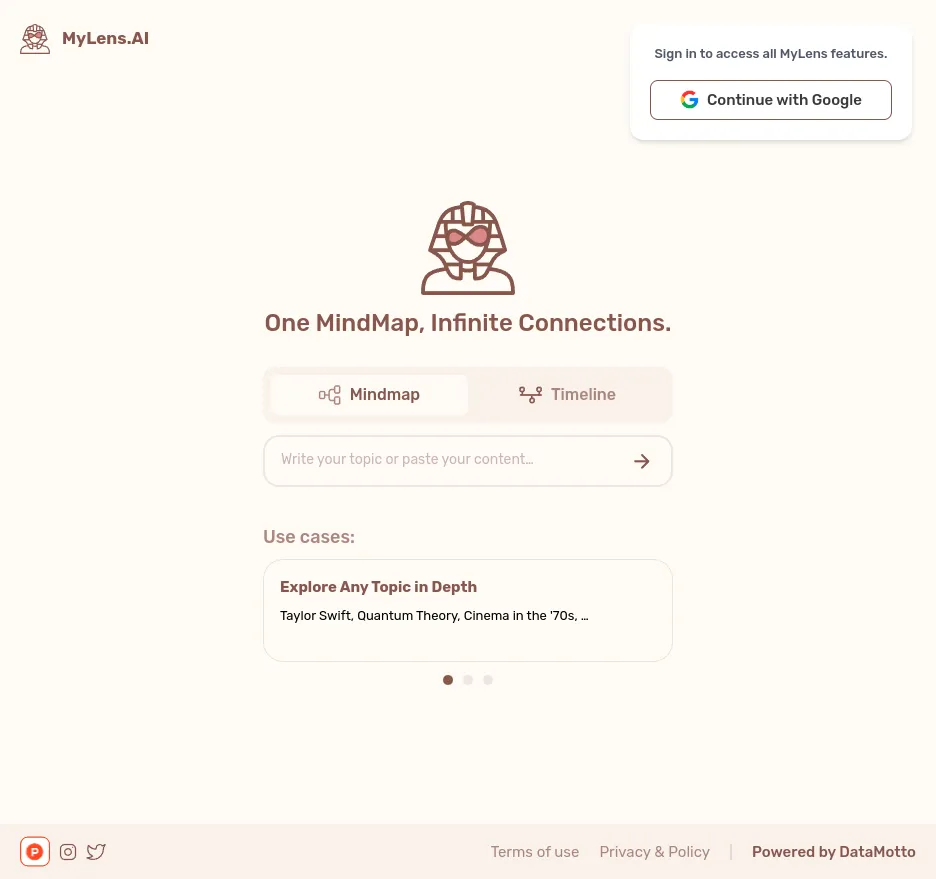 MyLens.AI
Sign in to access all MyLens features.
Continue with Google
One MindMap, Infinite Connections.
Mindmap
Timeline
Write your topic or paste your content...
Use cases:
Explore Any Topic in Depth
Taylor Swift, Quantum Theory, Cinema in the '70s, ...
P
Terms of use
Privacy & Policy
Powered by DataMotto